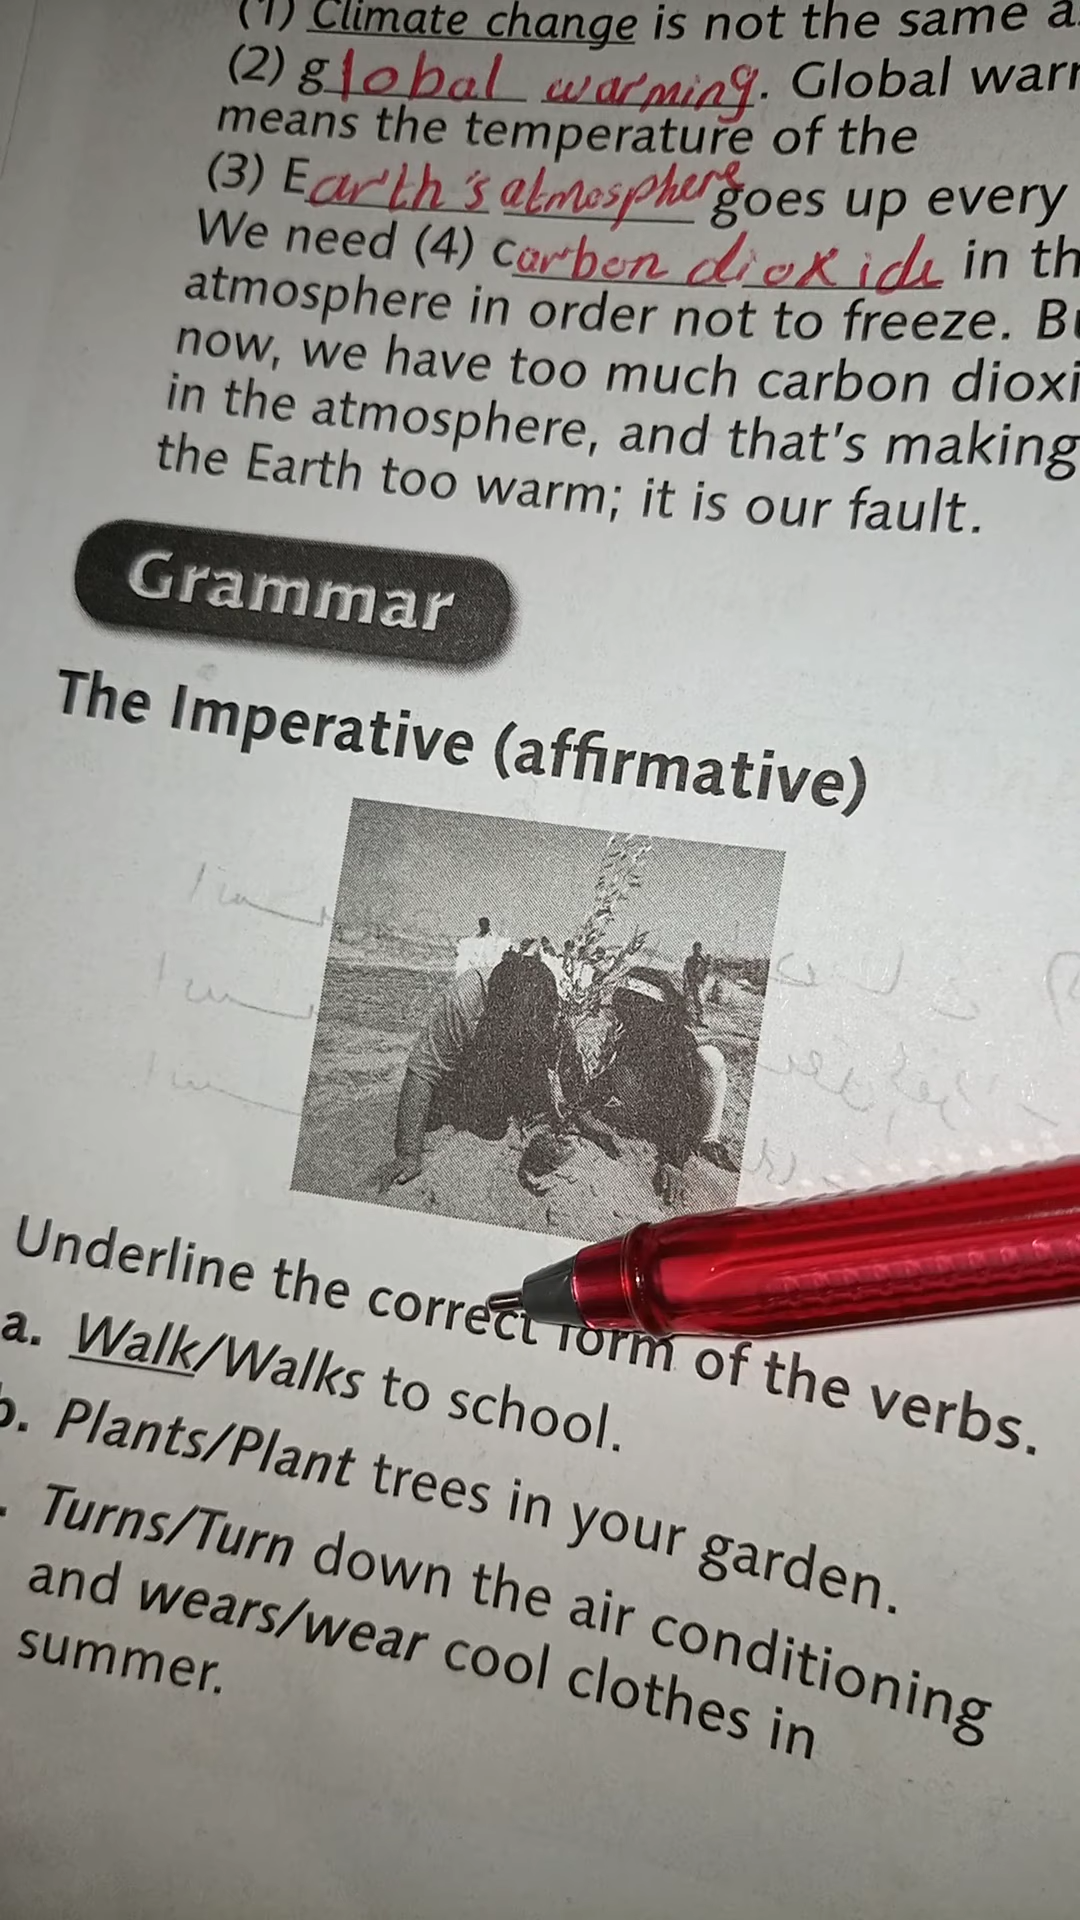 (1) Climate change is not the same a
(2) global warming. Global warm
means the temperature of the
(3) Earth's atmosphere goes up every
We need (4) carbon dioxide in th
atmosphere in order not to freeze. Bu
now, we have too much carbon dioxi
in the atmosphere, and that's making
the Earth too warm; it is our fault.
Grammar
The Imperative (affirmative)
Underline the correct form of the verbs.
a. Walk/Walks to school.
b. Plants/Plant trees in your garden.
. Turns/Turn down the air conditioning
and wears/wear cool clothes in
summer.